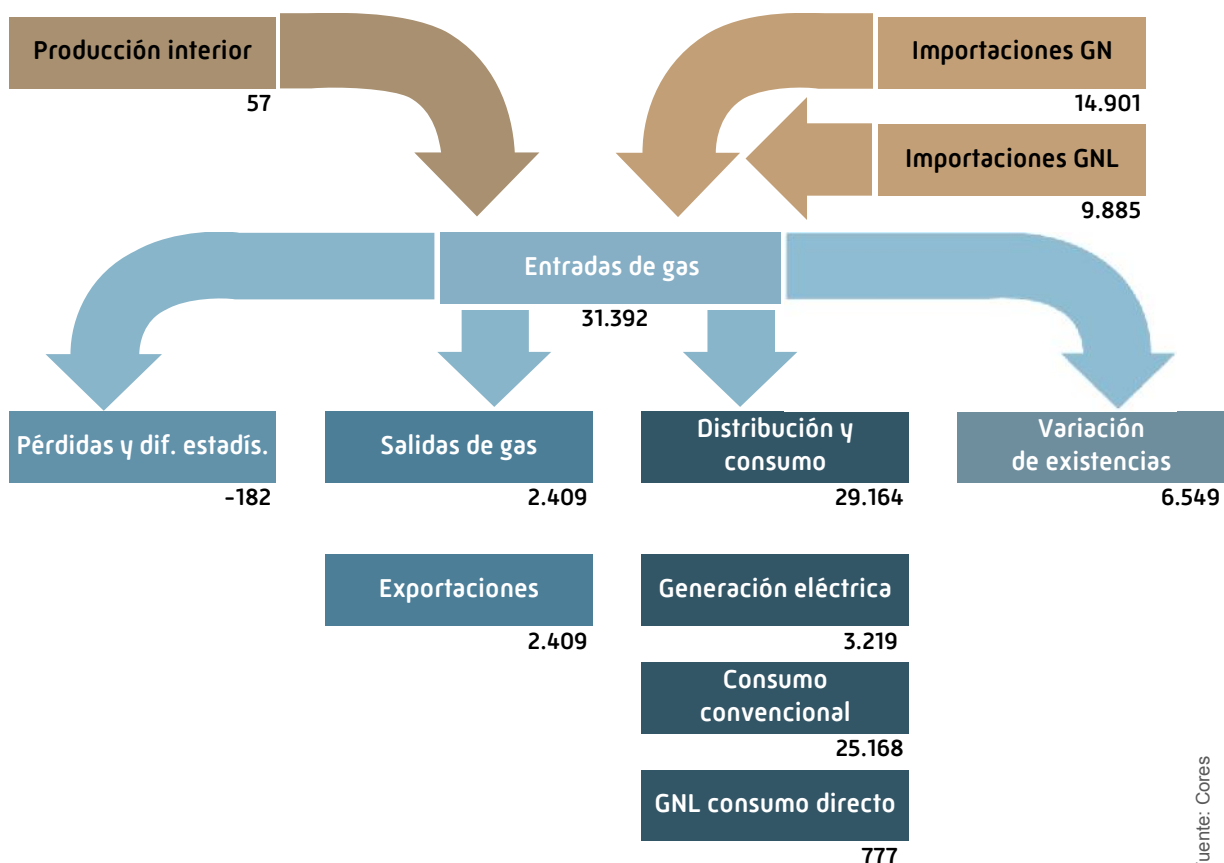 Producción interior
57
Importaciones GN
14.901
Importaciones GNL
9.885
Entradas de gas
31.392
Pérdidas y dif. estadís.
-182
Salidas de gas
2.409
Distribución y
consumo
29.164
Variación
de existencias
6.549
Exportaciones
2.409
Generación eléctrica
3.219
Consumo
convencional
25.168
GNL consumo directo
777
uente: Cores